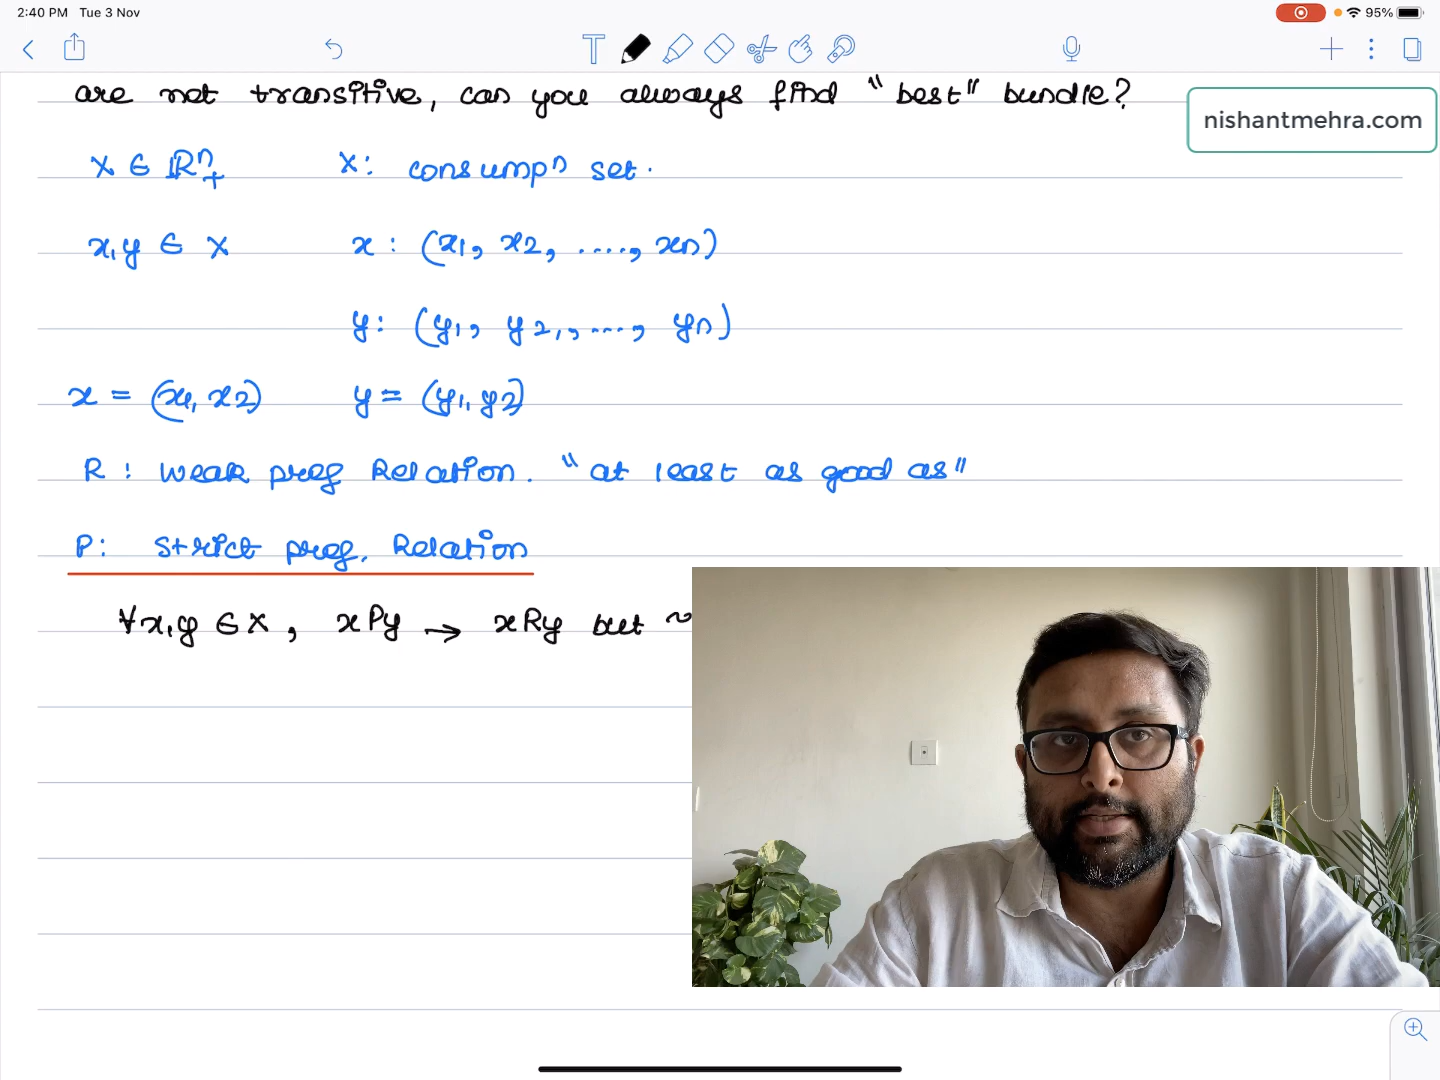 2:40 PM Tue 3 Nov
95%
are not transitive, can you always find "best" bundle?
nishantmehra.com
X ∈ ℝⁿ₊ X: consumpⁿ set.
x, y ∈ X x: (x1, x2, ...., xn)
y: (y1, y2,, ...., yn)
x = (x1, x2) y = (y1, y2)
R: Weak pref Relation. "at least as good as"
P: Strict pref. Relation
∀x,y ∈ X, xPy → xRy but ~